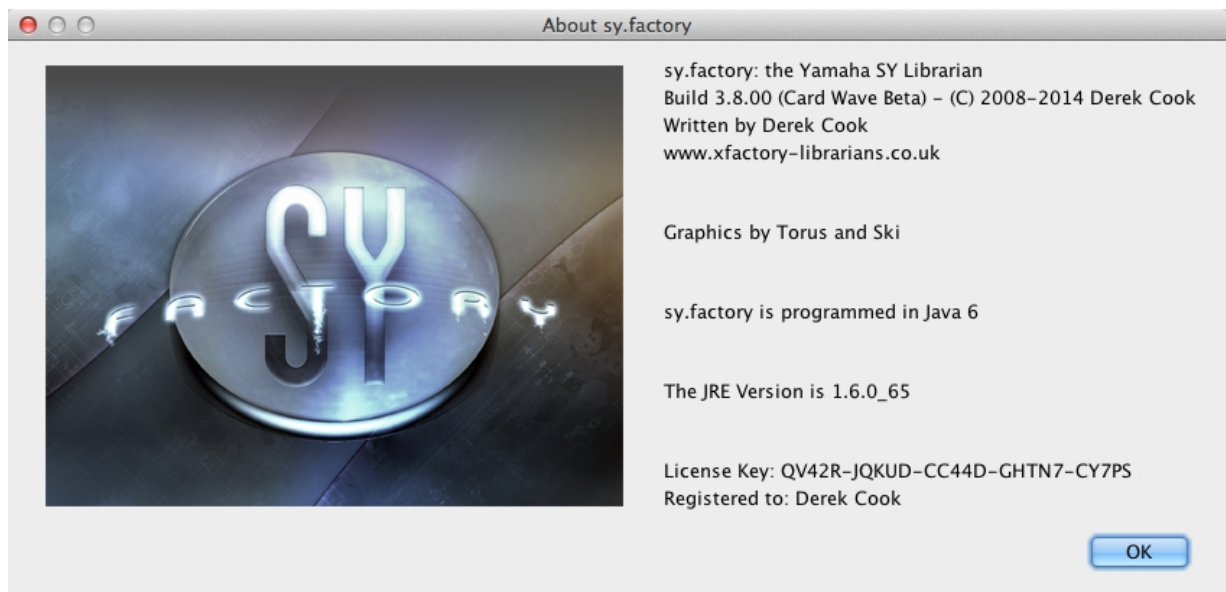 About sy.factory
SY
FACTORY
sy.factory: the Yamaha SY Librarian
Build 3.8.00 (Card Wave Beta) – (C) 2008–2014 Derek Cook
Written by Derek Cook
www.xfactory–librarians.co.uk
Graphics by Torus and Ski
sy.factory is programmed in Java 6
The JRE Version is 1.6.0_65
License Key: QV42R–JQKUD–CC44D–GHTN7–CY7PS
Registered to: Derek Cook
OK